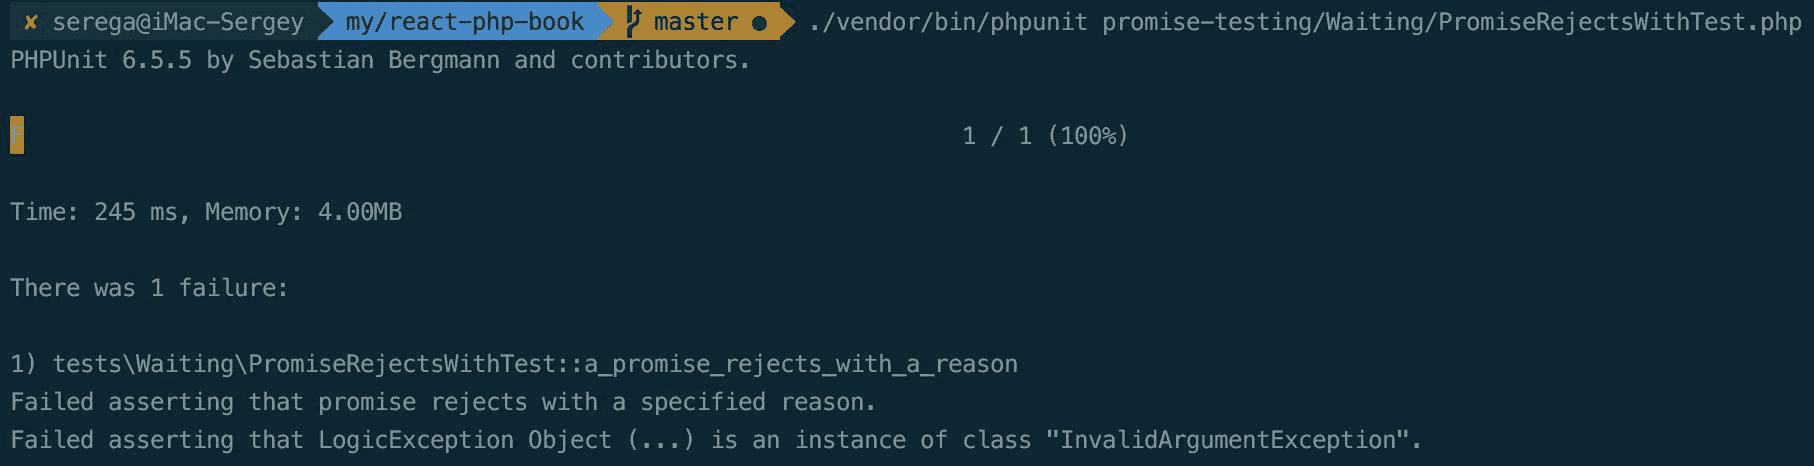 ✘ serega@iMac-Sergey my/react-php-book master ● ./vendor/bin/phpunit promise-testing/Waiting/PromiseRejectsWithTest.php
PHPUnit 6.5.5 by Sebastian Bergmann and contributors.
F 1 / 1 (100%)
Time: 245 ms, Memory: 4.00MB
There was 1 failure:
1) tests\Waiting\PromiseRejectsWithTest::a_promise_rejects_with_a_reason
Failed asserting that promise rejects with a specified reason.
Failed asserting that LogicException Object (...) is an instance of class "InvalidArgumentException".